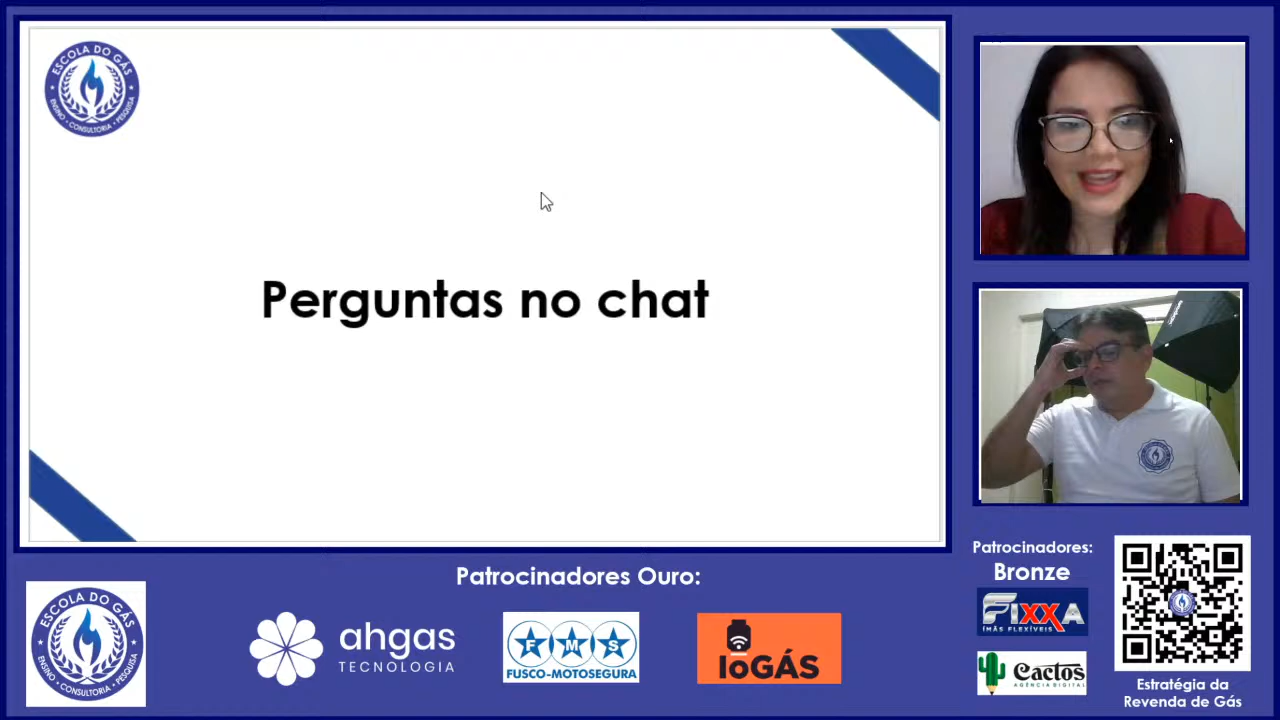 ESCOLA DO GÁS
ENSINO • CONSULTORIA • PESQUISA
Perguntas no chat
Patrocinadores Ouro:
ESCOLA DO GÁS
ENSINO • CONSULTORIA • PESQUISA
ahgas
TECNOLOGIA
F M S
FUSCO-MOTOSEGURA
IoGÁS
Patrocinadores:
Bronze
FIXXA
ÍMÃS FLEXÍVEIS
Cactos
AGÊNCIA DIGITAL
Estratégia da
Revenda de Gás